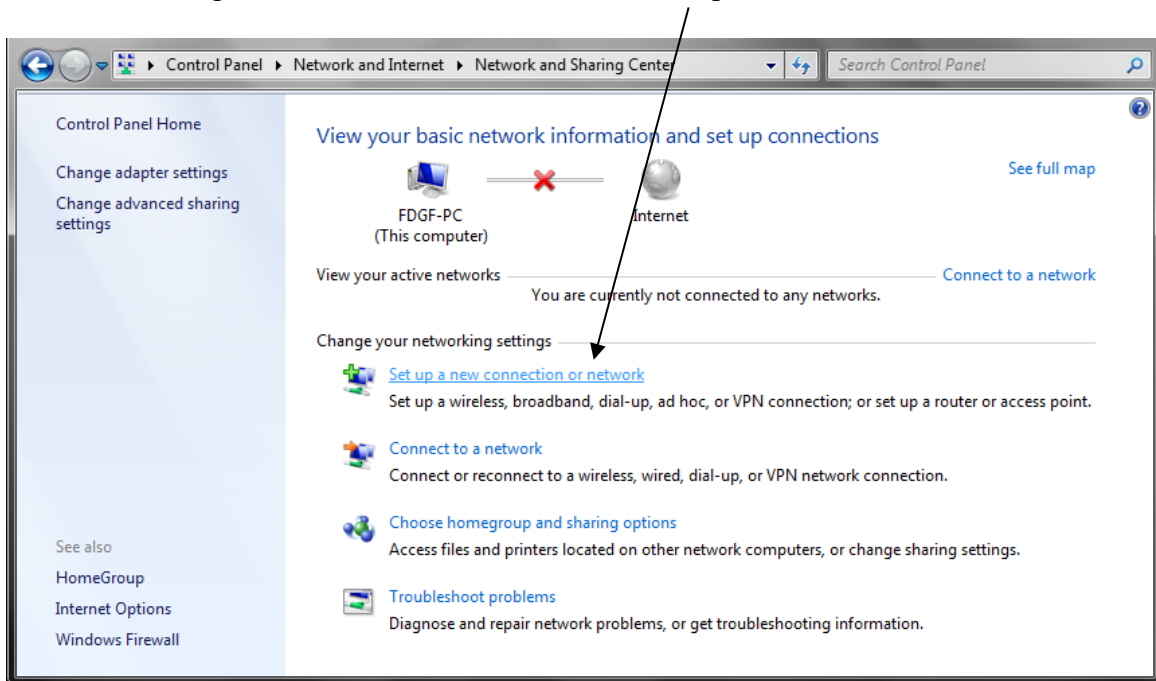 Control Panel ▸ Network and Internet ▸ Network and Sharing Center
Search Control Panel
Control Panel Home
Change adapter settings
Change advanced sharing
settings
See also
HomeGroup
Internet Options
Windows Firewall
View your basic network information and set up connections
See full map
FDGF-PC
(This computer)
Internet
View your active networks
Connect to a network
You are currently not connected to any networks.
Change your networking settings
Set up a new connection or network
Set up a wireless, broadband, dial-up, ad hoc, or VPN connection; or set up a router or access point.
Connect to a network
Connect or reconnect to a wireless, wired, dial-up, or VPN network connection.
Choose homegroup and sharing options
Access files and printers located on other network computers, or change sharing settings.
Troubleshoot problems
Diagnose and repair network problems, or get troubleshooting information.